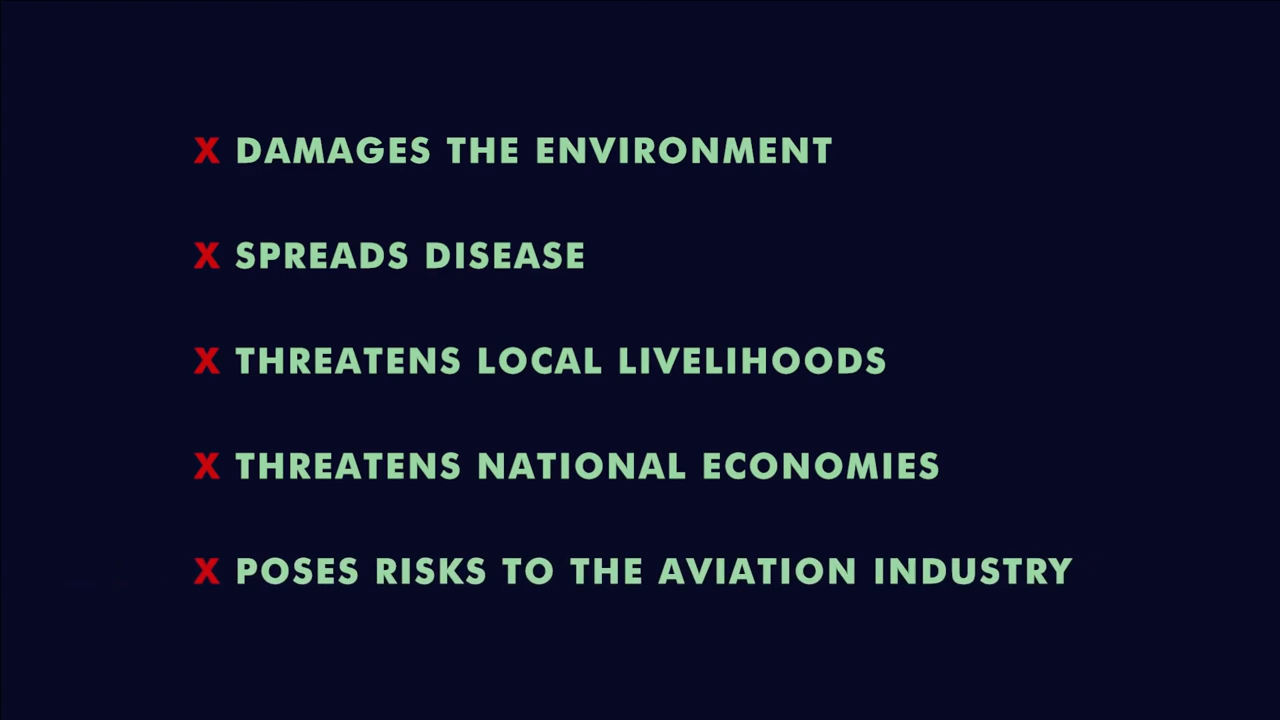 X DAMAGES THE ENVIRONMENT
X SPREADS DISEASE
X THREATENS LOCAL LIVELIHOODS
X THREATENS NATIONAL ECONOMIES
X POSES RISKS TO THE AVIATION INDUSTRY